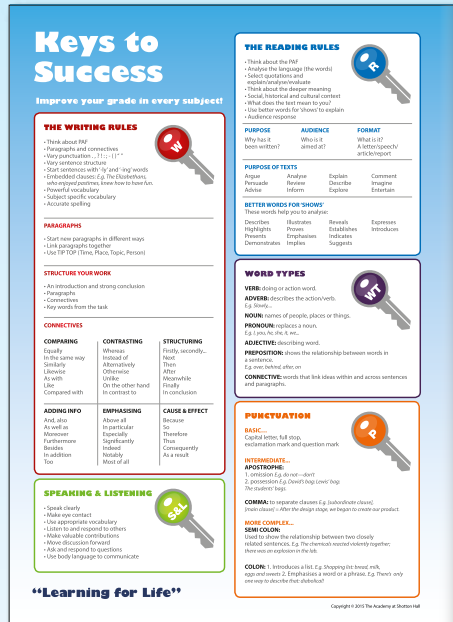 Keys to
Success
Improve your grade in every subject!
THE WRITING RULES
W
• Think about PAF
• Paragraphs and connectives
• Vary punctuation
• Vary sentence structure
• Start sentences with '-ly' and '-ing' words
• Embedded clauses: E.g. The Elizabethans,
who enjoyed pastimes, knew how to have fun.
• Powerful vocabulary
• Subject specific vocabulary
• Accurate spelling
PARAGRAPHS
• Start new paragraphs in different ways
• Link paragraphs together
• Use TIP TOP (Time, Place, Topic, Person)
STRUCTURE YOUR WORK
• An introduction and strong conclusion
• Paragraphs
• Connectives
• Key words from the task
CONNECTIVES
COMPARING
Equally
In the same way
Similarly
Likewise
As with
Like
Compared with
CONTRASTING
Whereas
Instead of
Alternatively
Otherwise
Unlike
On the other hand
In contrast to
STRUCTURING
Firstly, secondly...
Next
Then
After
Meanwhile
Finally
In conclusion
ADDING INFO
And, also
As well as
Moreover
Furthermore
Besides
In addition
Too
EMPHASISING
Above all
In particular
Especially
Significantly
Indeed
Notably
Most of all
CAUSE & EFFECT
Because
So
Therefore
Thus
Consequently
As a result
SPEAKING & LISTENING
S&L
• Speak clearly
• Make eye contact
• Use appropriate vocabulary
• Listen to and respond to others
• Make valuable contributions
• Move discussion forward
• Ask and respond to questions
• Use body language to communicate
“Learning for Life”
THE READING RULES
R
• Think about the PAF
• Analyse the language (the words)
• Select quotations and
explain/analyse/evaluate
• Think about the deeper meaning
• Social, historical and cultural context
• What does the text mean to you?
• Use better words for 'shows' to explain
• Audience response
PURPOSE
Why has it
been written?
AUDIENCE
Who is it
aimed at?
FORMAT
What is it?
A letter/speech/
article/report
PURPOSE OF TEXTS
Argue Analyse Explain Comment
Persuade Review Describe Imagine
Advise Inform Explore Entertain
BETTER WORDS FOR 'SHOWS'
These words help you to analyse:
Describes Illustrates Reveals Expresses
Highlights Proves Establishes Introduces
Presents Emphasises Indicates
Demonstrates Implies Suggests
WORD TYPES
WT
VERB: doing or action word.
ADVERB: describes the action/verb.
E.g. Slowly...
NOUN: names of people, places or things.
PRONOUN: replaces a noun.
E.g. I, you, he, she, it, we...
ADJECTIVE: describing word.
PREPOSITION: shows the relationship between words in
a sentence.
E.g. over, behind, after, on
CONNECTIVE: words that link ideas within and across sentences
and paragraphs.
PUNCTUATION
P
BASIC....
Capital letter, full stop,
exclamation mark and question mark
INTERMEDIATE...
APOSTROPHE:
1. omission E.g. do not—don't
2. possession E.g. David's bag Lewis' bag
The students' bags.
COMMA: to separate clauses E.g. [subordinate clause],
[main clause] = After the design stage, we began to create our product.
MORE COMPLEX...
SEMI COLON:
Used to show the relationship between two closely
related sentences. E.g. The chemicals reacted violently together;
there was an explosion in the lab.
COLON: 1. Introduces a list. E.g. Shopping list: bread, milk,
eggs and sweets 2. Emphasises a word or a phrase. E.g. There's only
one way to describe that: diabolical!
Copyright © 2015 The Academy at Shotton Hall